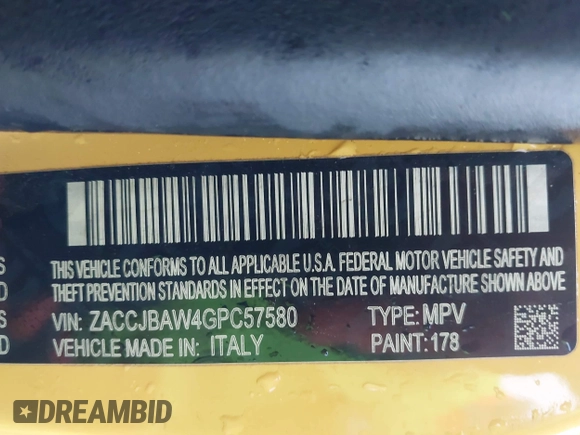 THIS VEHICLE CONFORMS TO ALL APPLICABLE U.S.A. FEDERAL MOTOR VEHICLE SAFETY AND
THEFT PREVENTION STANDARDS IN EFFECT ON THE DATE OF MANUFACTURE SHOWN ABOVE
VIN: ZACCJBAW4GPC57580 TYPE: MPV
VEHICLE MADE IN: ITALY PAINT: 178
S
D
S
D
DREAMBID